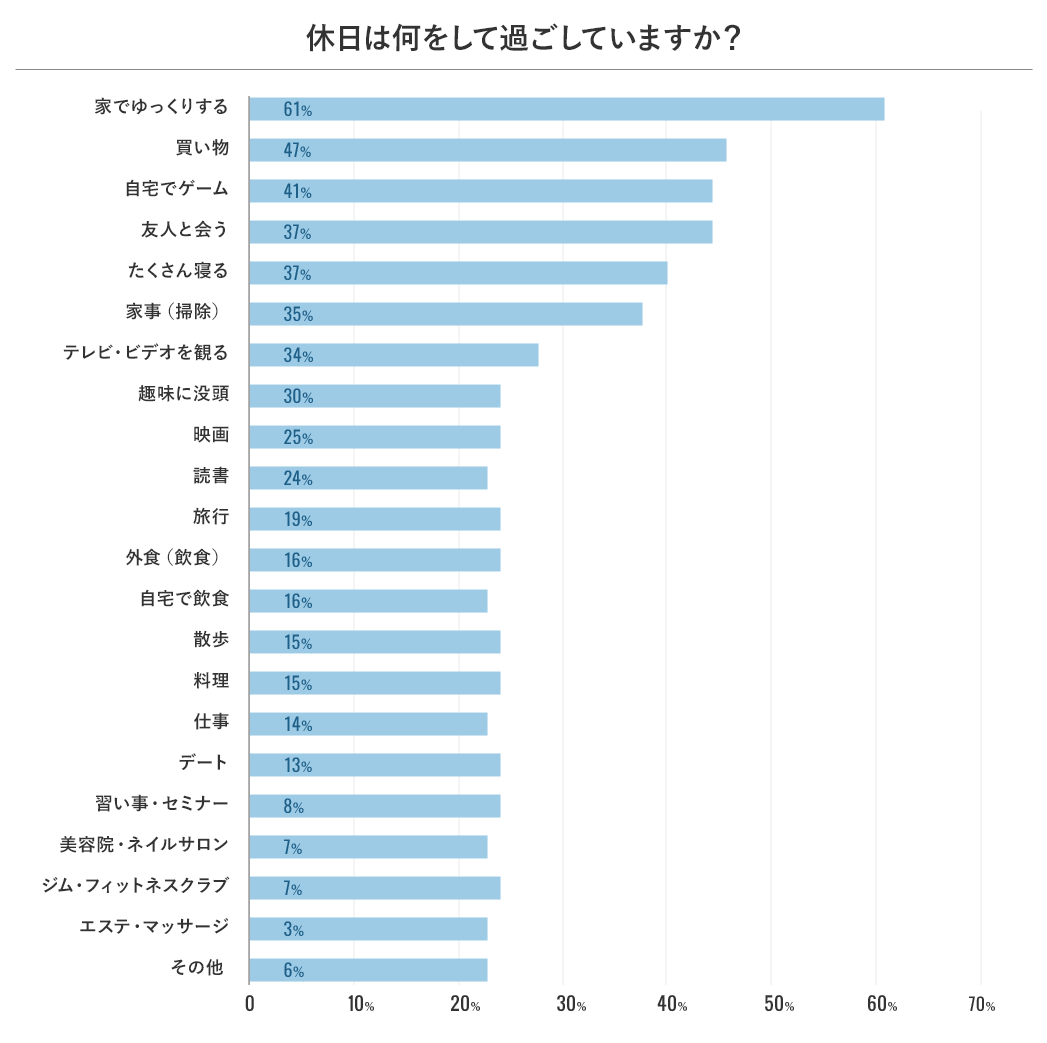 休日は何をして過ごしていますか？
家でゆっくりする 61%
買い物 47%
自宅でゲーム 41%
友人と会う 37%
たくさん寝る 37%
家事（掃除） 35%
テレビ・ビデオを観る 34%
趣味に没頭 30%
映画 25%
読書 24%
旅行 19%
外食（飲食） 16%
自宅で飲食 16%
散歩 15%
料理 15%
仕事 14%
デート 13%
習い事・セミナー 8%
美容院・ネイルサロン 7%
ジム・フィットネスクラブ 7%
エステ・マッサージ 3%
その他 6%
0 10% 20% 30% 40% 50% 60% 70%